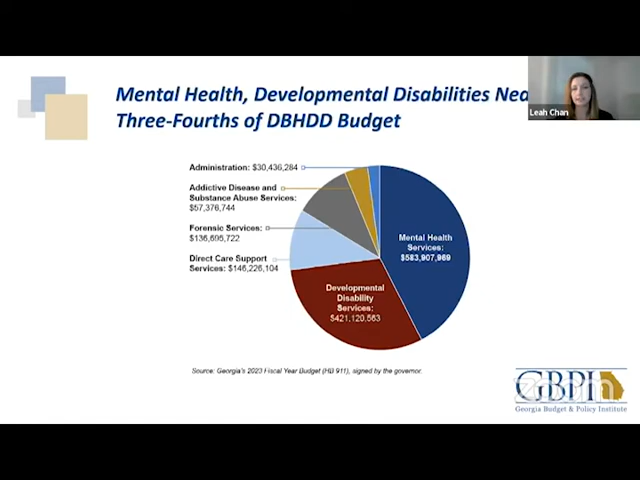 Mental Health, Developmental Disabilities Nea
Three-Fourths of DBHDD Budget
Leah Chan
Administration: $30,436,284
Addictive Disease and
Substance Abuse Services:
$57,376,744
Forensic Services:
$136,695,722
Direct Care Support
Services: $146,226,104
Mental Health
Services:
$583,907,969
Developmental
Disability
Services:
$421,120,563
Source: Georgia's 2023 Fiscal Year Budget (HB 911), signed by the governor.
GBPI
zoom
Georgia Budget & Policy Institute